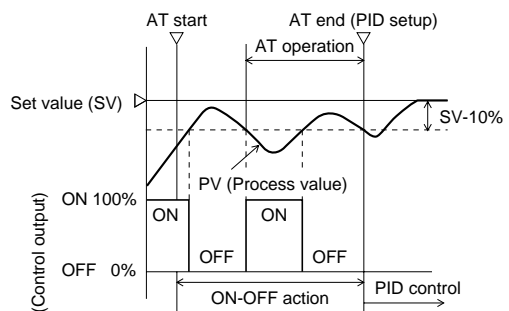 AT start
AT end (PID setup)
AT operation
Set value (SV)
SV-10%
PV (Process value)
ON 100%
ON
ON
(Control output)
OFF
OFF
OFF 0%
PID control
ON-OFF action